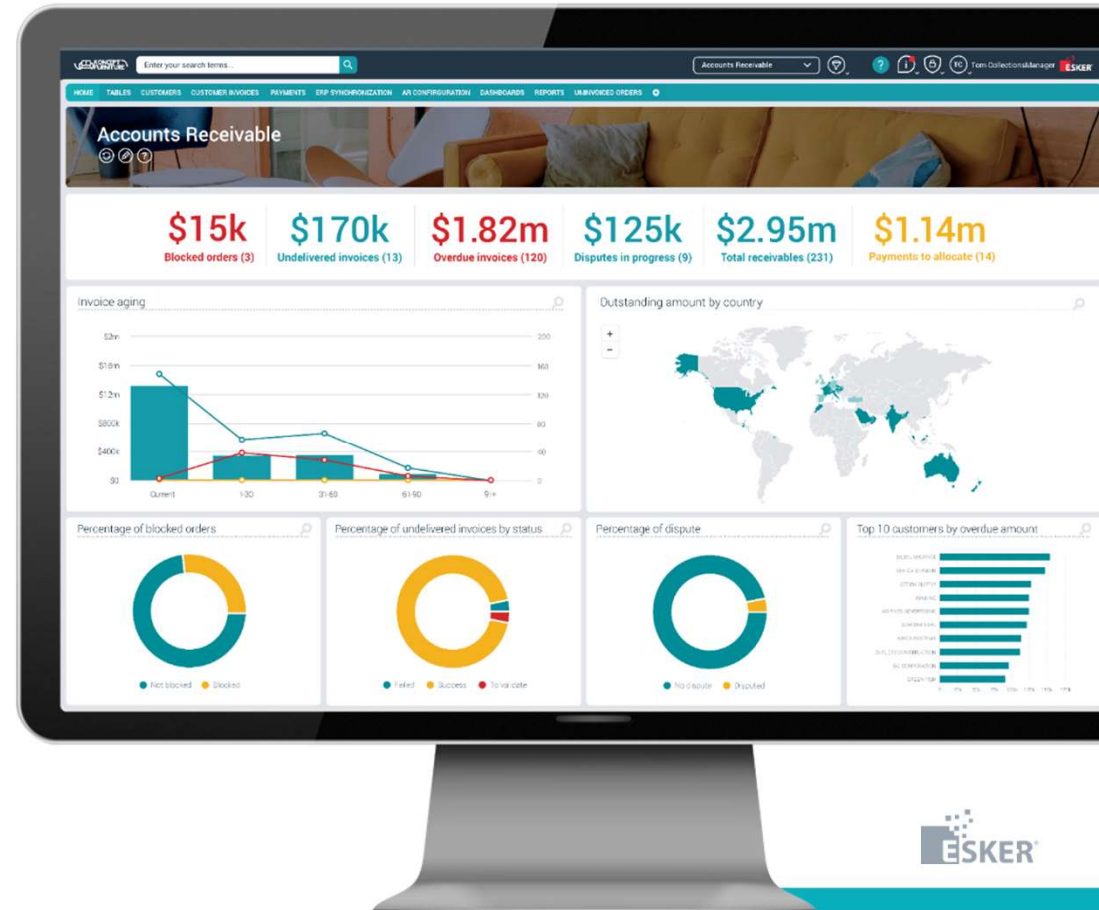 KONCEPT
FURNITURE
Enter your search terms...
Accounts Receivable
?
i
TC
Tom CollectionsManager
ESKER
HOME TABLES CUSTOMERS CUSTOMER INVOICES PAYMENTS ERP SYNCHRONIZATION AR CONFIRGURATION DASHBOARDS REPORTS UNINVOICED ORDERS
Accounts Receivable
?
$15k $170k $1.82m $125k $2.95m $1.14m
Blocked orders (3) Undelivered invoices (13) Overdue invoices (120) Disputes in progress (9) Total receivables (231) Payments to allocate (14)
Invoice aging
$2m 200
$1.6m 160
$1.2m 120
$800k 80
$400k 40
$0 0
Current 1-30 31-60 61-90 91+
Outstanding amount by country
+
-
Percentage of blocked orders
Not blocked Blocked
Percentage of undelivered invoices by status
Failed Success To validate
Percentage of dispute
No dispute Disputed
Top 10 customers by overdue amount
ESKER